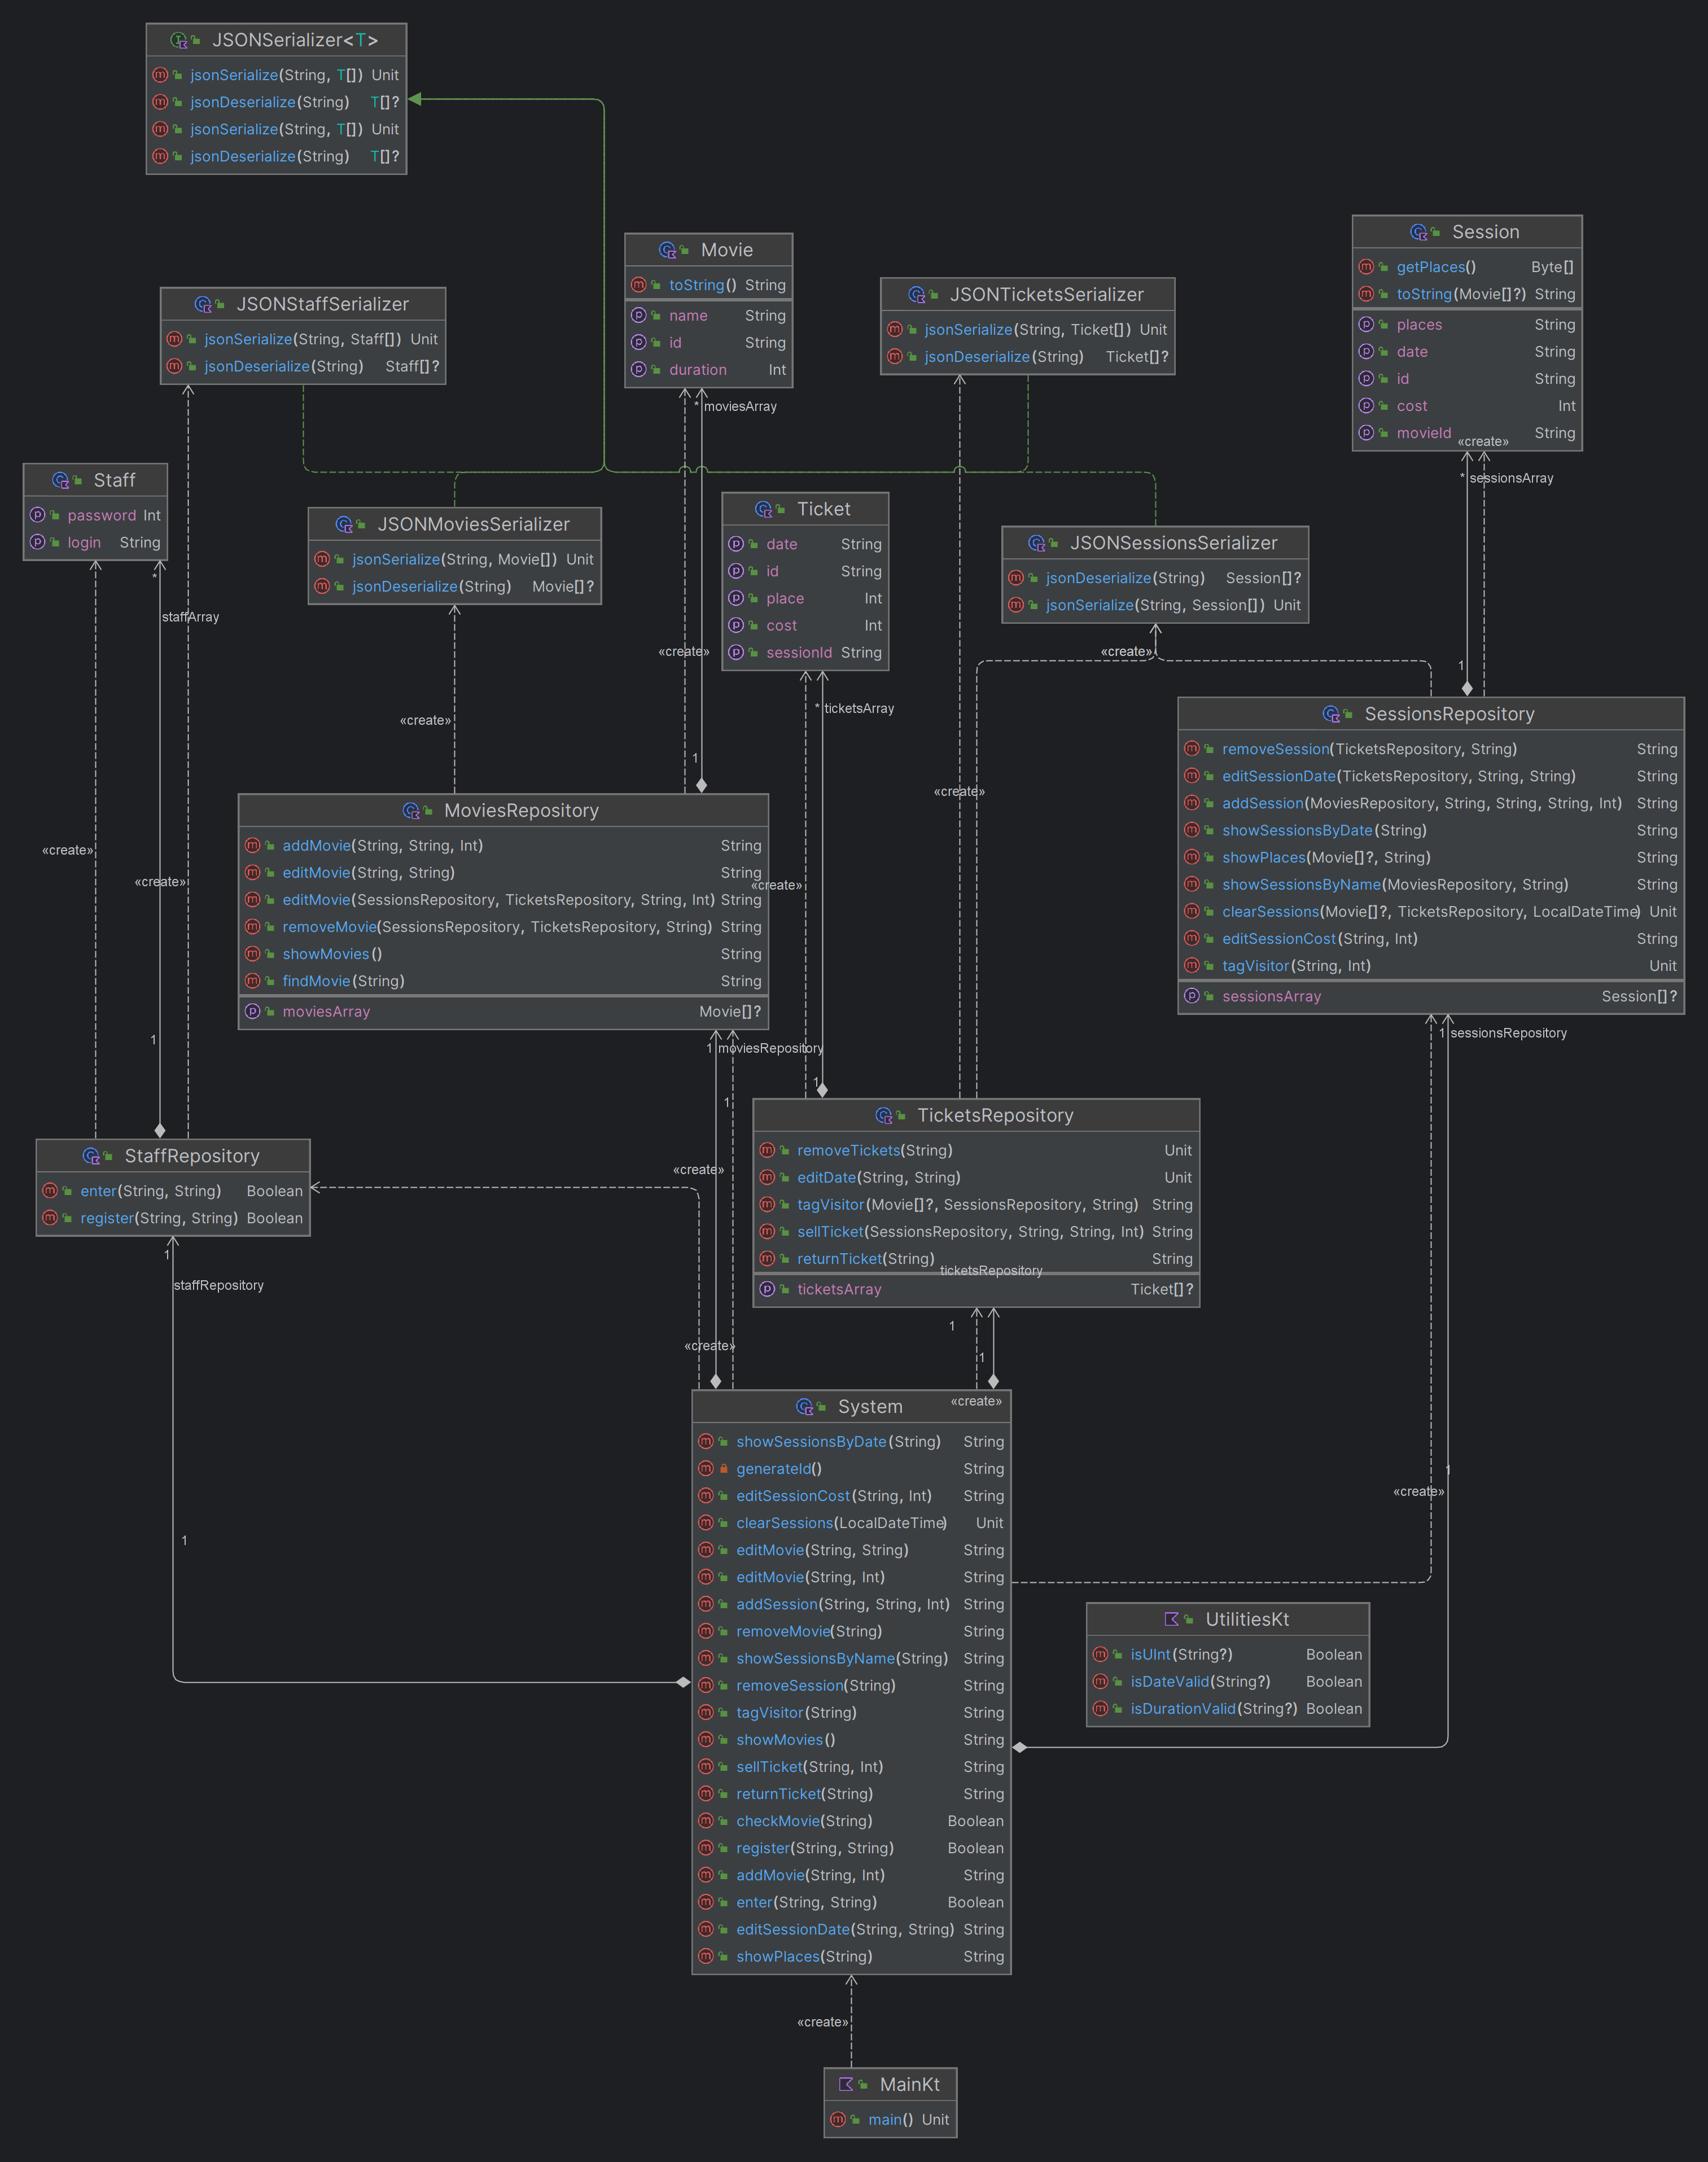 JSONSerializer<T>
jsonSerialize(String, T[]) Unit
jsonDeserialize(String) T[]?
jsonSerialize(String, T[]) Unit
jsonDeserialize(String) T[]?
Session
getPlaces() Byte[]
toString(Movie[]?) String
places String
date String
id String
cost Int
movieId String
«create»
* sessionsArray
Movie
toString() String
name String
id String
duration Int
* moviesArray
JSONTicketsSerializer
jsonSerialize(String, Ticket[]) Unit
jsonDeserialize(String) Ticket[]?
JSONStaffSerializer
jsonSerialize(String, Staff[]) Unit
jsonDeserialize(String) Staff[]?
Staff
password Int
login String
*
staffArray
JSONMoviesSerializer
jsonSerialize(String, Movie[]) Unit
jsonDeserialize(String) Movie[]?
Ticket
date String
id String
place Int
cost Int
sessionId String
* ticketsArray
JSONSessionsSerializer
jsonDeserialize(String) Session[]?
jsonSerialize(String, Session[]) Unit
«create»
«create»
1
«create»
1
«create»
SessionsRepository
removeSession(TicketsRepository, String) String
editSessionDate(TicketsRepository, String, String) String
addSession(MoviesRepository, String, String, String, Int) String
showSessionsByDate(String) String
showPlaces(Movie[]?, String) String
showSessionsByName(MoviesRepository, String) String
clearSessions(Movie[]?, TicketsRepository, LocalDateTime) Unit
editSessionCost(String, Int) String
tagVisitor(String, Int) Unit
sessionsArray Session[]?
1 sessionsRepository
MoviesRepository
addMovie(String, String, Int) String
editMovie(String, String) String
editMovie(SessionsRepository, TicketsRepository, String, Int) String
removeMovie(SessionsRepository, TicketsRepository, String) String
showMovies() String
findMovie(String) String
moviesArray Movie[]?
1 moviesRepository
«create»
«create»
«create»
1
1
1
TicketsRepository
removeTickets(String) Unit
editDate(String, String) Unit
tagVisitor(Movie[]?, SessionsRepository, String) String
sellTicket(SessionsRepository, String, String, Int) String
returnTicket(String) String
ticketsRepository
ticketsArray Ticket[]?
StaffRepository
enter(String, String) Boolean
register(String, String) Boolean
1
staffRepository
«create»
1
«create»
1
«create»
System
showSessionsByDate(String) String
generateId() String
editSessionCost(String, Int) String
clearSessions(LocalDateTime) Unit
editMovie(String, String) String
editMovie(String, Int) String
addSession(String, String, Int) String
removeMovie(String) String
showSessionsByName(String) String
removeSession(String) String
tagVisitor(String) String
showMovies() String
sellTicket(String, Int) String
returnTicket(String) String
checkMovie(String) Boolean
register(String, String) Boolean
addMovie(String, Int) String
enter(String, String) Boolean
editSessionDate(String, String) String
showPlaces(String) String
1
1
«create»
UtilitiesKt
isUInt(String?) Boolean
isDateValid(String?) Boolean
isDurationValid(String?) Boolean
«create»
MainKt
main() Unit